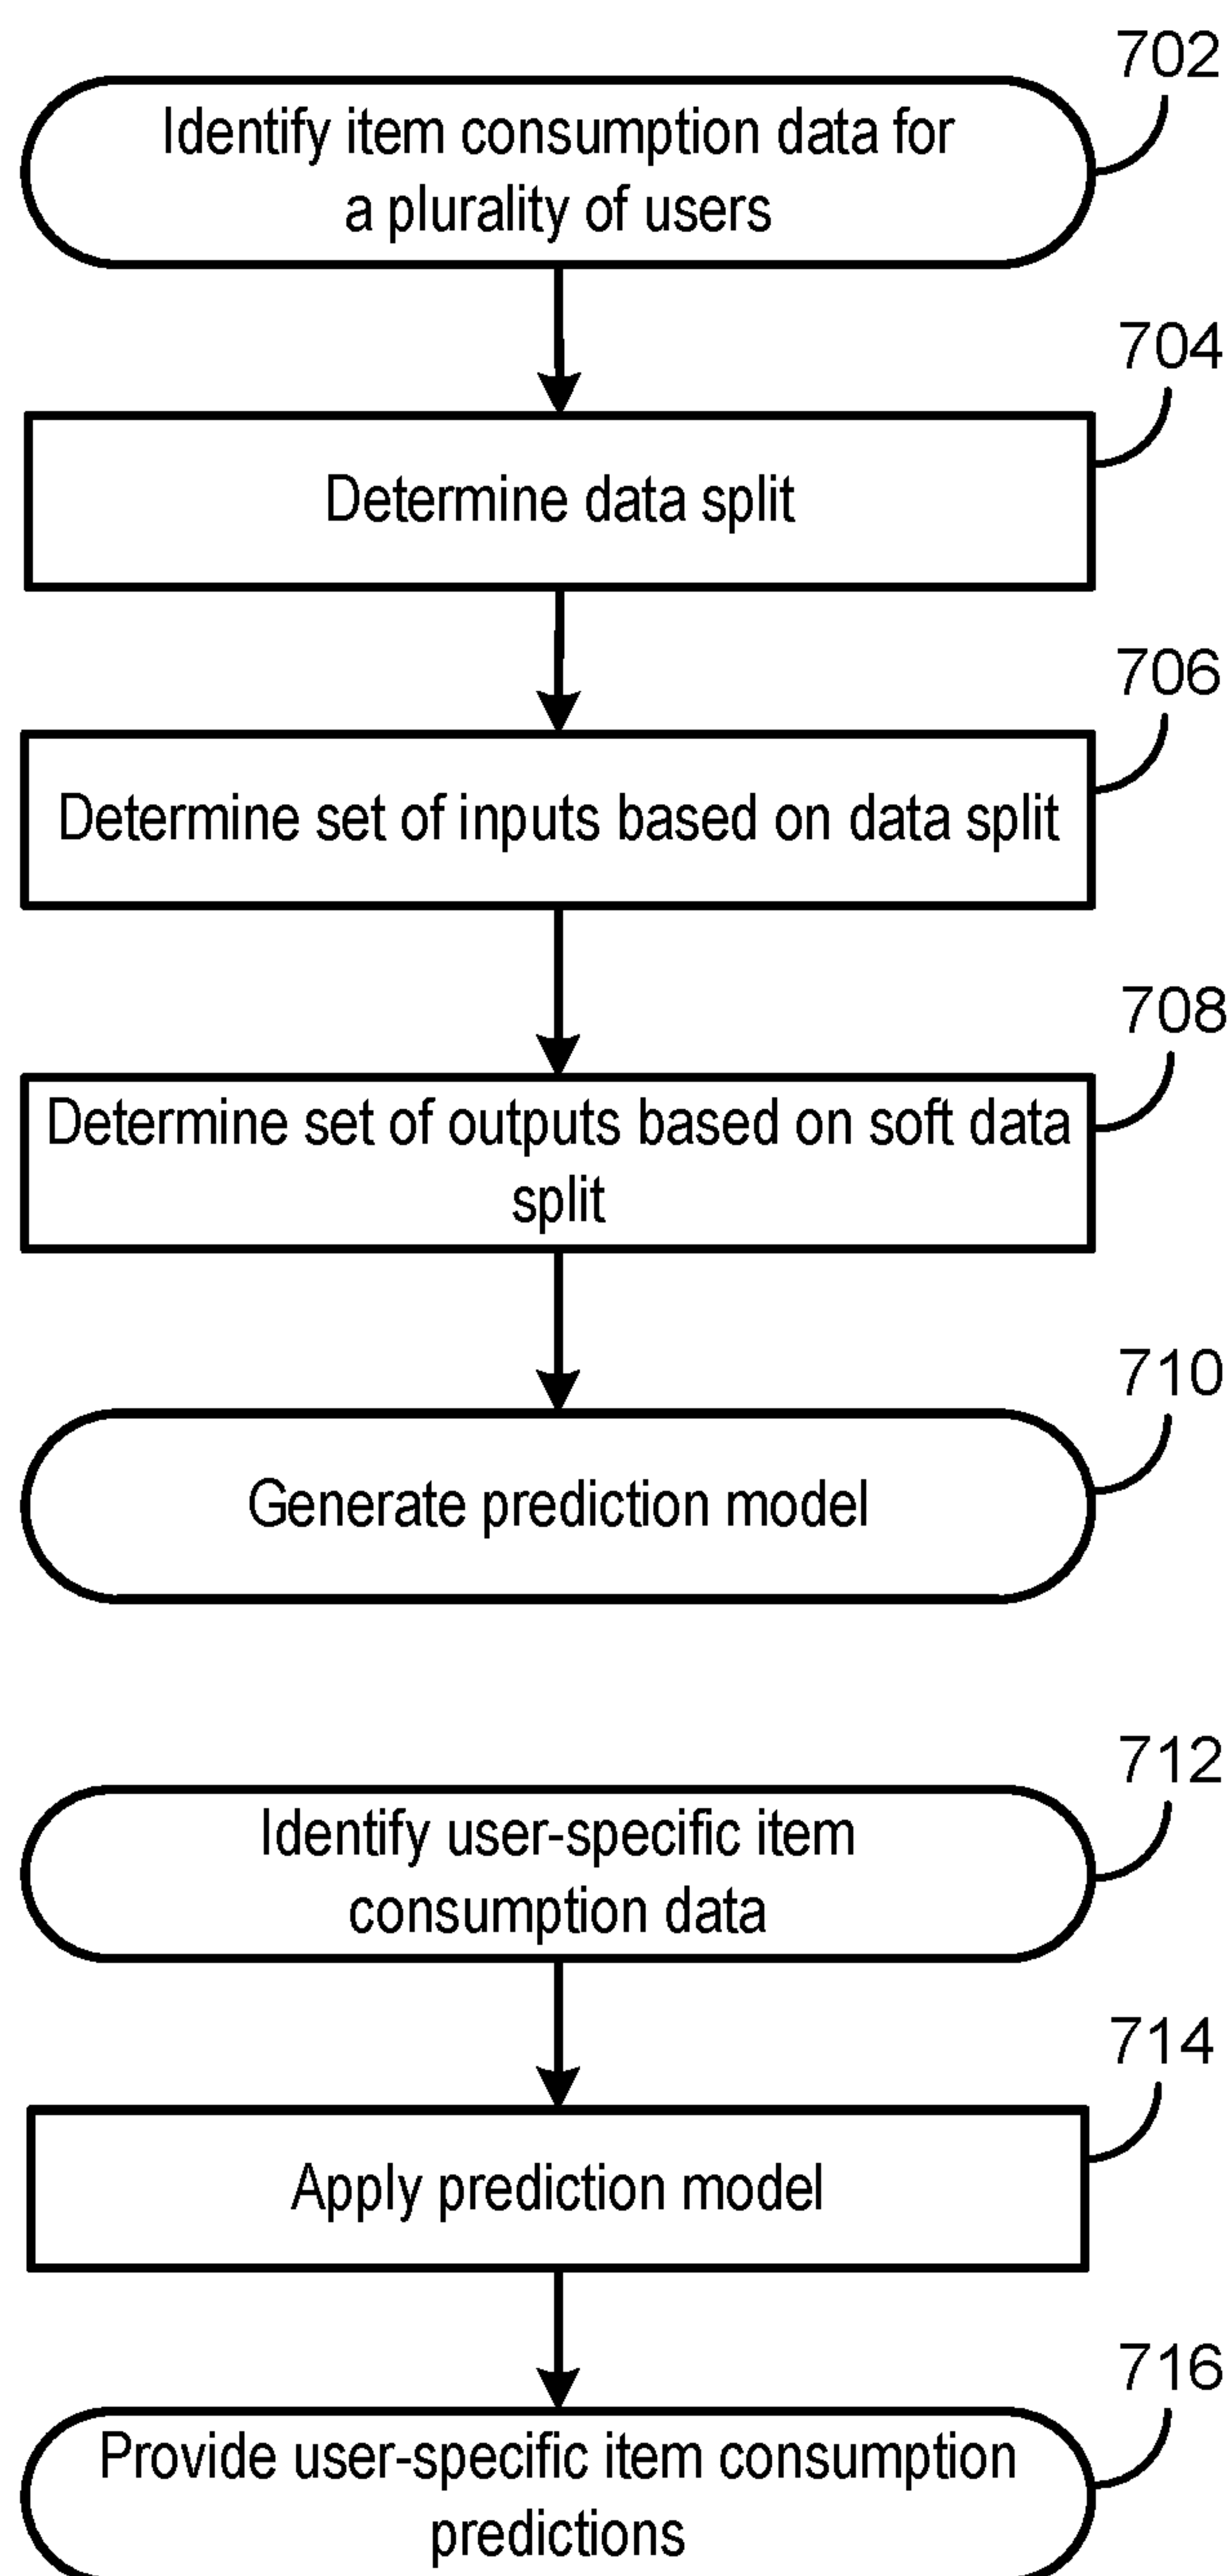 702
Identify item consumption data for
a plurality of users
704
Determine data split
706
Determine set of inputs based on data split
708
Determine set of outputs based on soft data
split
710
Generate prediction model
712
Identify user-specific item
consumption data
714
Apply prediction model
716
Provide user-specific item consumption
predictions